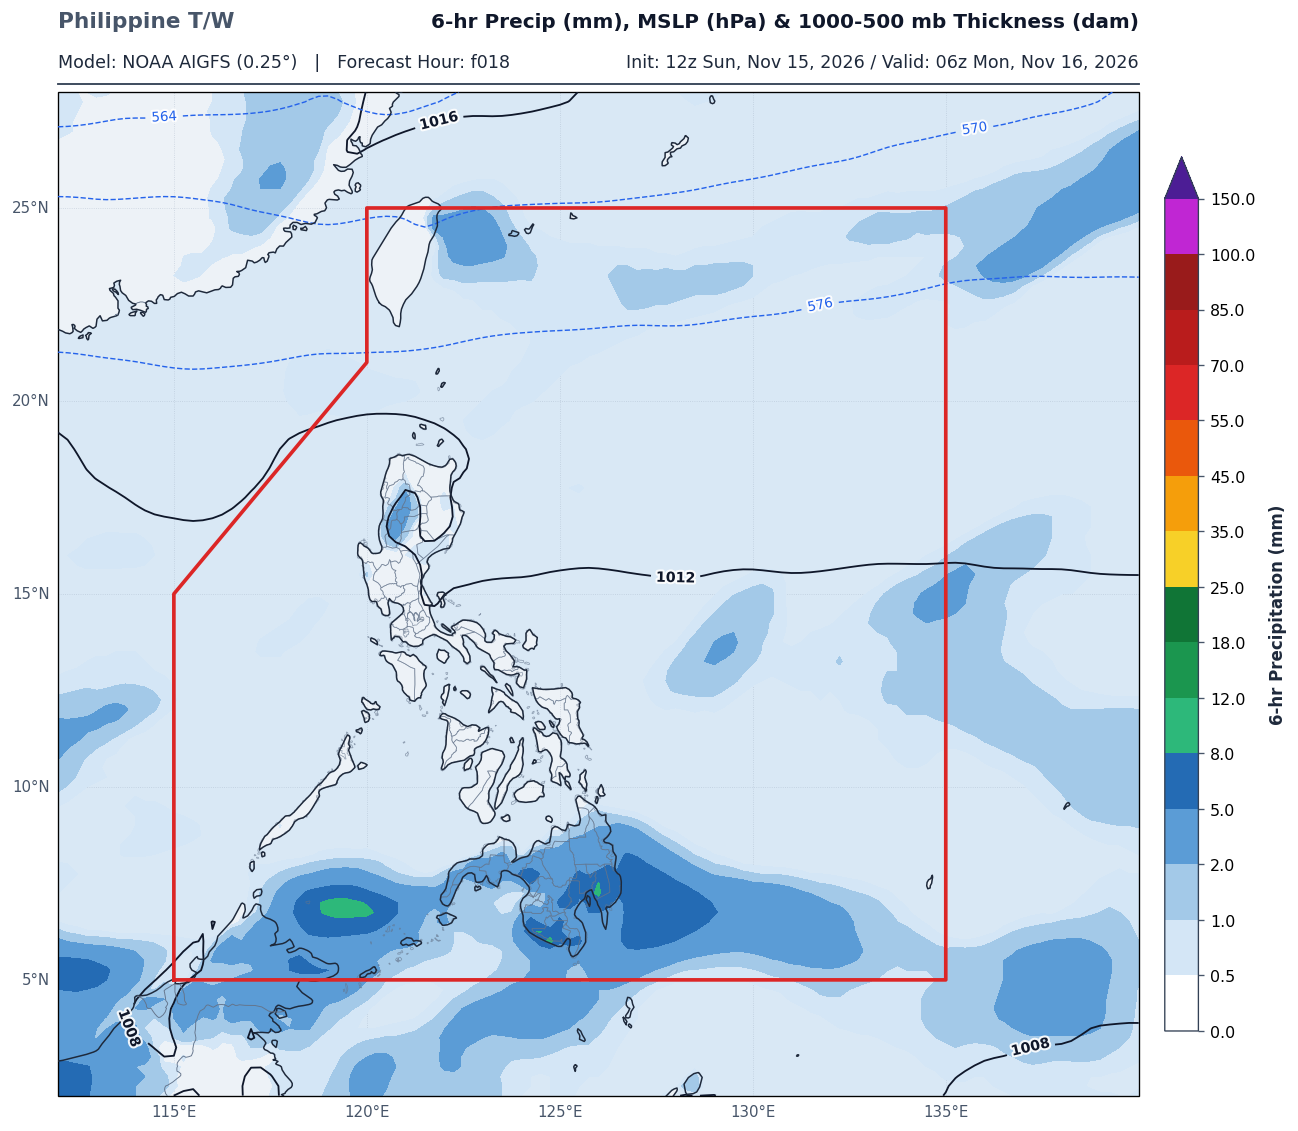 Philippine T/W
6-hr Precip (mm), MSLP (hPa) & 1000-500 mb Thickness (dam)
Model: NOAA AIGFS (0.25°) | Forecast Hour: f018
Init: 12z Sun, Nov 15, 2026 / Valid: 06z Mon, Nov 16, 2026
564
1016
570
576
1012
1008
1008
25°N
20°N
15°N
10°N
5°N
115°E
120°E
125°E
130°E
135°E
150.0
100.0
85.0
70.0
55.0
45.0
35.0
25.0
18.0
12.0
8.0
5.0
2.0
1.0
0.5
0.0
6-hr Precipitation (mm)